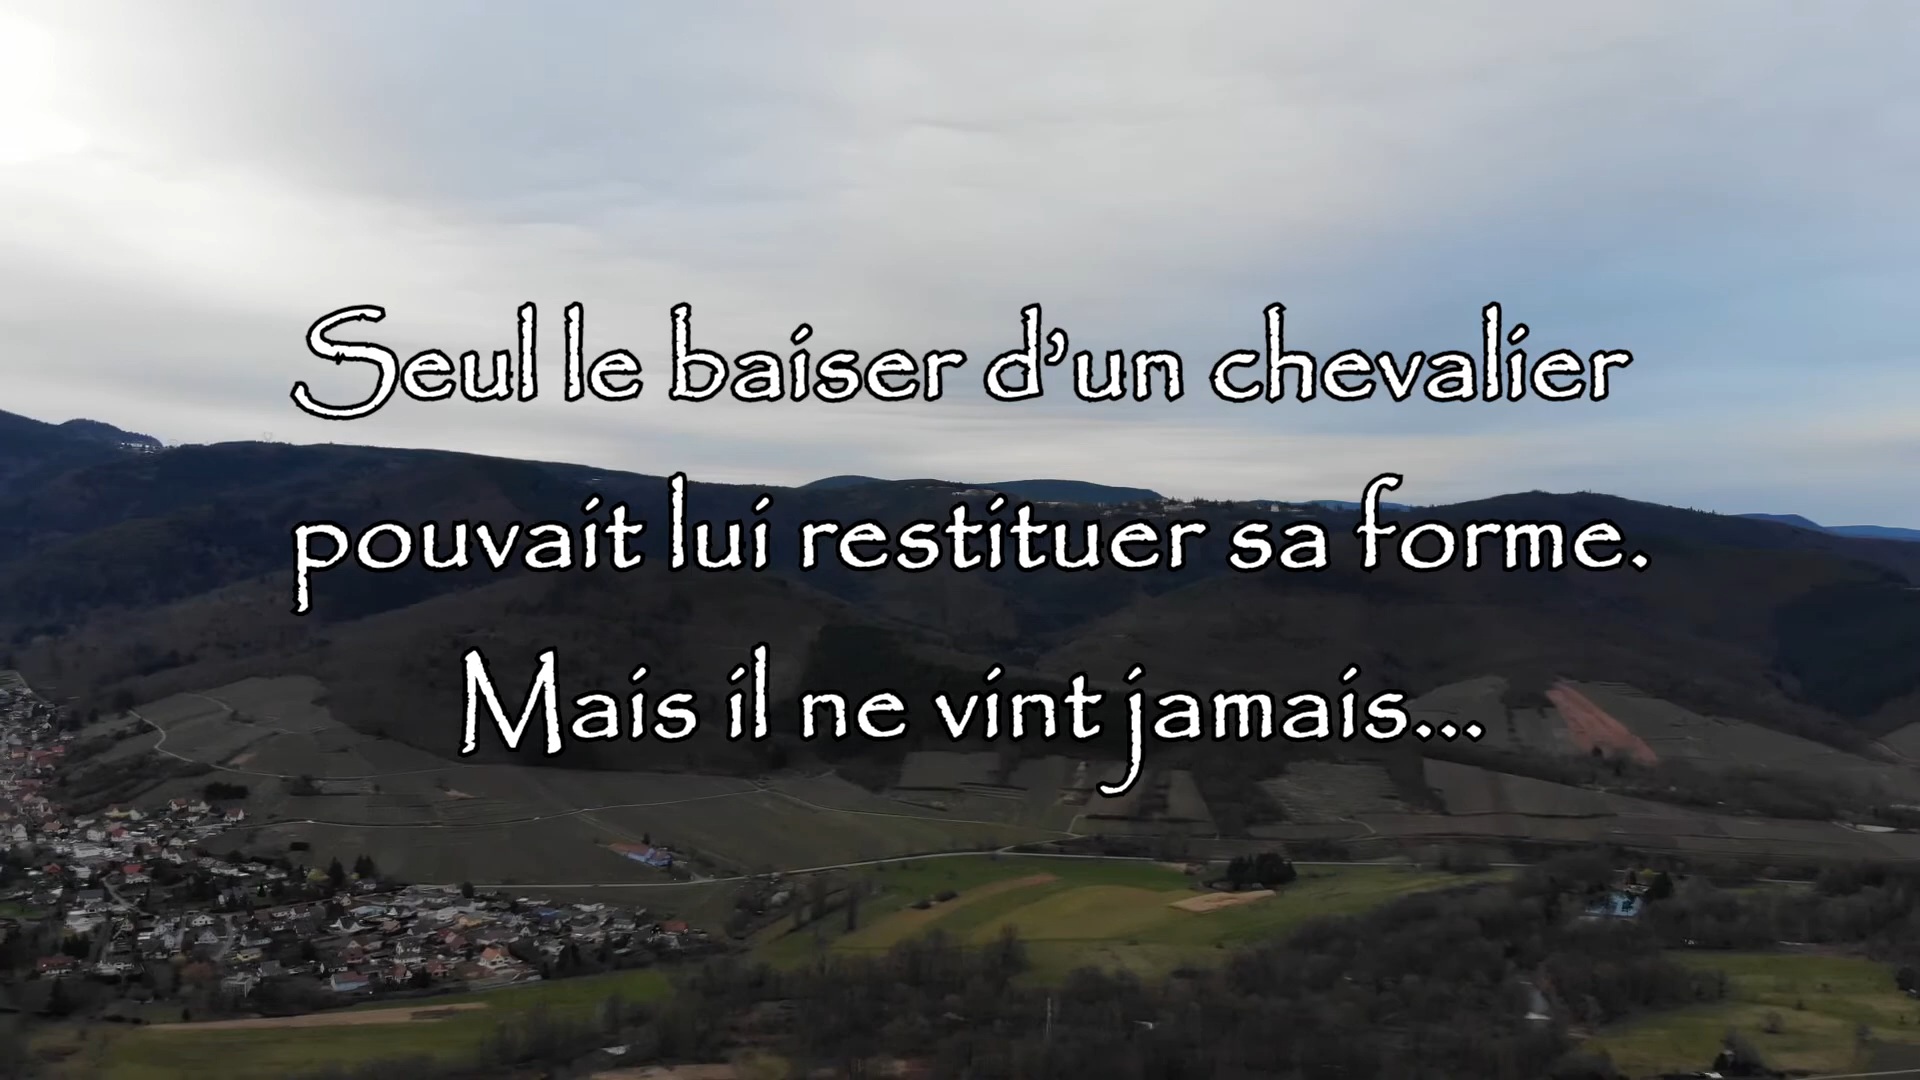 Seul le baiser d’un chevalier
pouvait lui restituer sa forme.
Mais il ne vint jamais...